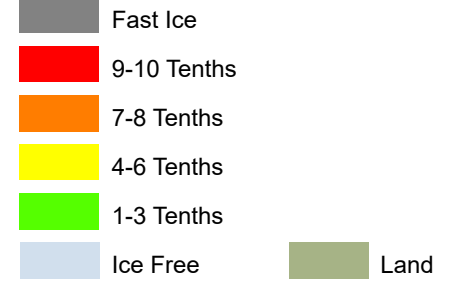 Fast Ice
9-10 Tenths
7-8 Tenths
4-6 Tenths
1-3 Tenths
Ice Free Land